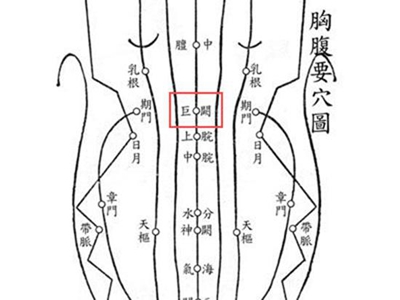 胸腹要穴圖
膻中
乳根
乳根
期門
巨闕
期門
上脘
日月
日月
中脘
章門
章門
水分
帶脈
天樞
神闕
天樞
帶脈
氣海